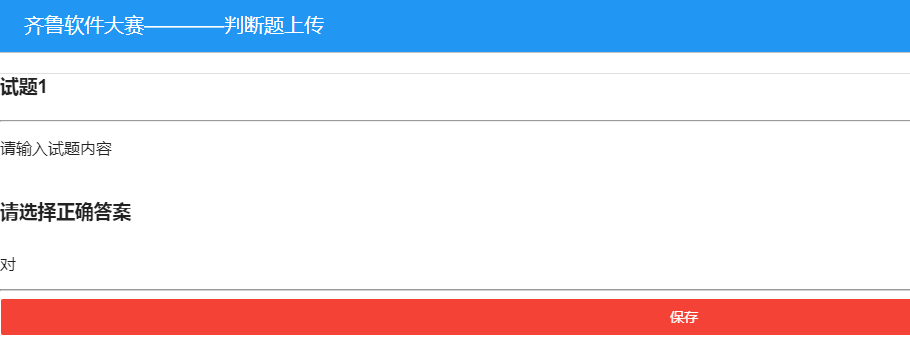 齐鲁软件大赛————判断题上传
试题1
请输入试题内容
请选择正确答案
对
保存